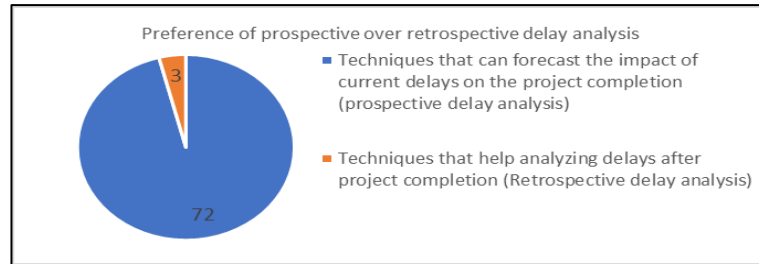 Preference of prospective over retrospective delay analysis
Techniques that can forecast the impact of
current delays on the project completion
(prospective delay analysis)
3
Techniques that help analyzing delays after
project completion (Retrospective delay analysis)
72